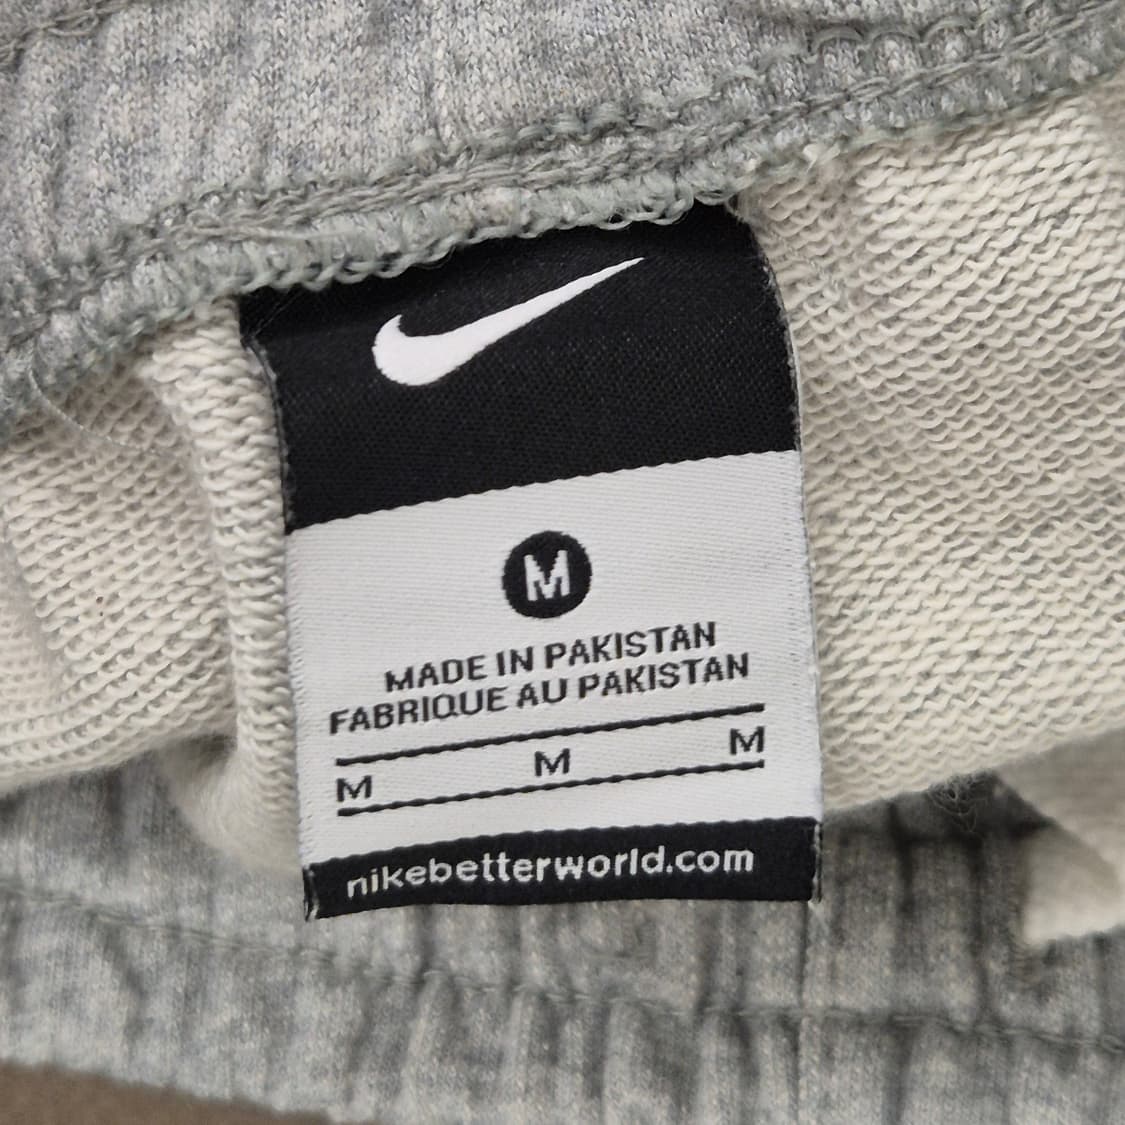 M
MADE IN PAKISTAN
FABRIQUE AU PAKISTAN
M M M
nikebetterworld.com